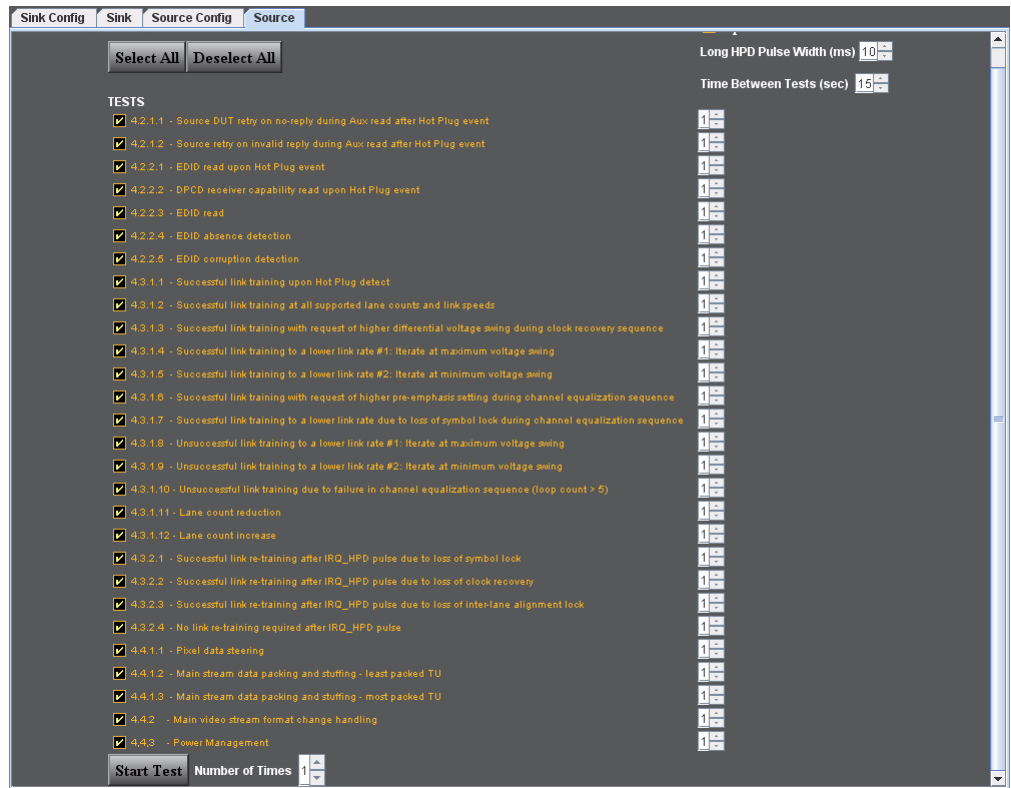 Sink Config Sink Source Config Source
Select All Deselect All
Long HPD Pulse Width (ms) 10
Time Between Tests (sec) 15
TESTS
4.2.1.1 - Source DUT retry on no-reply during Aux read after Hot Plug event 1
4.2.1.2 - Source retry on invalid reply during Aux read after Hot Plug event 1
4.2.2.1 - EDID read upon Hot Plug event 1
4.2.2.2 - DPCD receiver capability read upon Hot Plug event 1
4.2.2.3 - EDID read 1
4.2.2.4 - EDID absence detection 1
4.2.2.5 - EDID corruption detection 1
4.3.1.1 - Successful link training upon Hot Plug detect 1
4.3.1.2 - Successful link training at all supported lane counts and link speeds 1
4.3.1.3 - Successful link training with request of higher differential voltage swing during clock recovery sequence 1
4.3.1.4 - Successful link training to a lower link rate #1: Iterate at maximum voltage swing 1
4.3.1.5 - Successful link training to a lower link rate #2: Iterate at minimum voltage swing 1
4.3.1.6 - Successful link training with request of higher pre-emphasis setting during channel equalization sequence 1
4.3.1.7 - Successful link training to a lower link rate due to loss of symbol lock during channel equalization sequence 1
4.3.1.8 - Unsuccessful link training to a lower link rate #1: Iterate at maximum voltage swing 1
4.3.1.9 - Unsuccessful link training to a lower link rate #2: Iterate at minimum voltage swing 1
4.3.1.10 - Unsuccessful link training due to failure in channel equalization sequence (loop count > 5) 1
4.3.1.11 - Lane count reduction 1
4.3.1.12 - Lane count increase 1
4.3.2.1 - Successful link re-training after IRQ_HPD pulse due to loss of symbol lock 1
4.3.2.2 - Successful link re-training after IRQ_HPD pulse due to loss of clock recovery 1
4.3.2.3 - Successful link re-training after IRQ_HPD pulse due to loss of inter-lane alignment lock 1
4.3.2.4 - No link re-training required after IRQ_HPD pulse 1
4.4.1.1 - Pixel data steering 1
4.4.1.2 - Main stream data packing and stuffing - least packed TU 1
4.4.1.3 - Main stream data packing and stuffing - most packed TU 1
4.4.2 - Main video stream format change handling 1
4,4,3 - Power Management 1
Start Test Number of Times 1